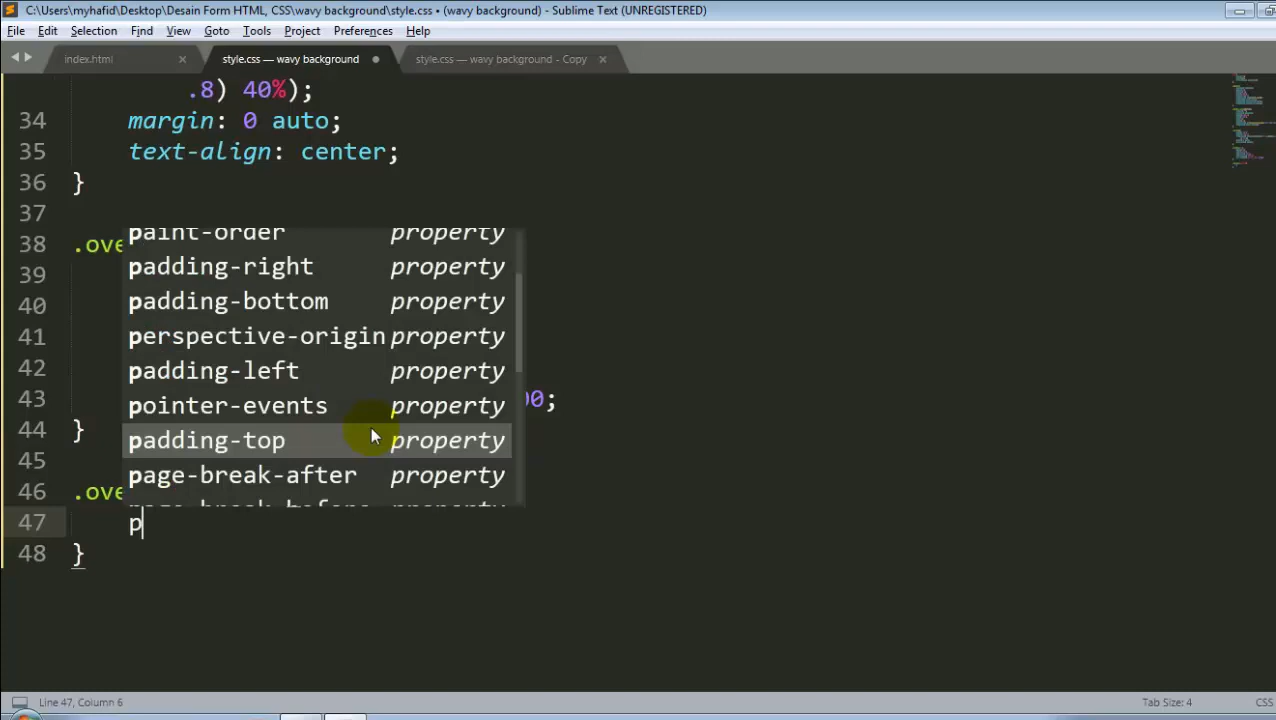 C:\Users\myhafid\Desktop\Desain Form HTML, CSS\wavy background\style.css • (wavy background) - Sublime Text (UNREGISTERED)
File Edit Selection Find View Goto Tools Project Preferences Help
index.html × style.css — wavy background • style.css — wavy background - Copy ×
.8) 40%);
34 margin: 0 auto;
35 text-align: center;
36 }
37
38 .ove
paint-order property
39 padding-right property
40 padding-bottom property
41 perspective-origin property
42 padding-left property
43 pointer-events property 00;
44 } padding-top property
45 page-break-after property
46 .ove page-break-before property
47 p
48 }
Line 47, Column 6 Tab Size: 4 CSS